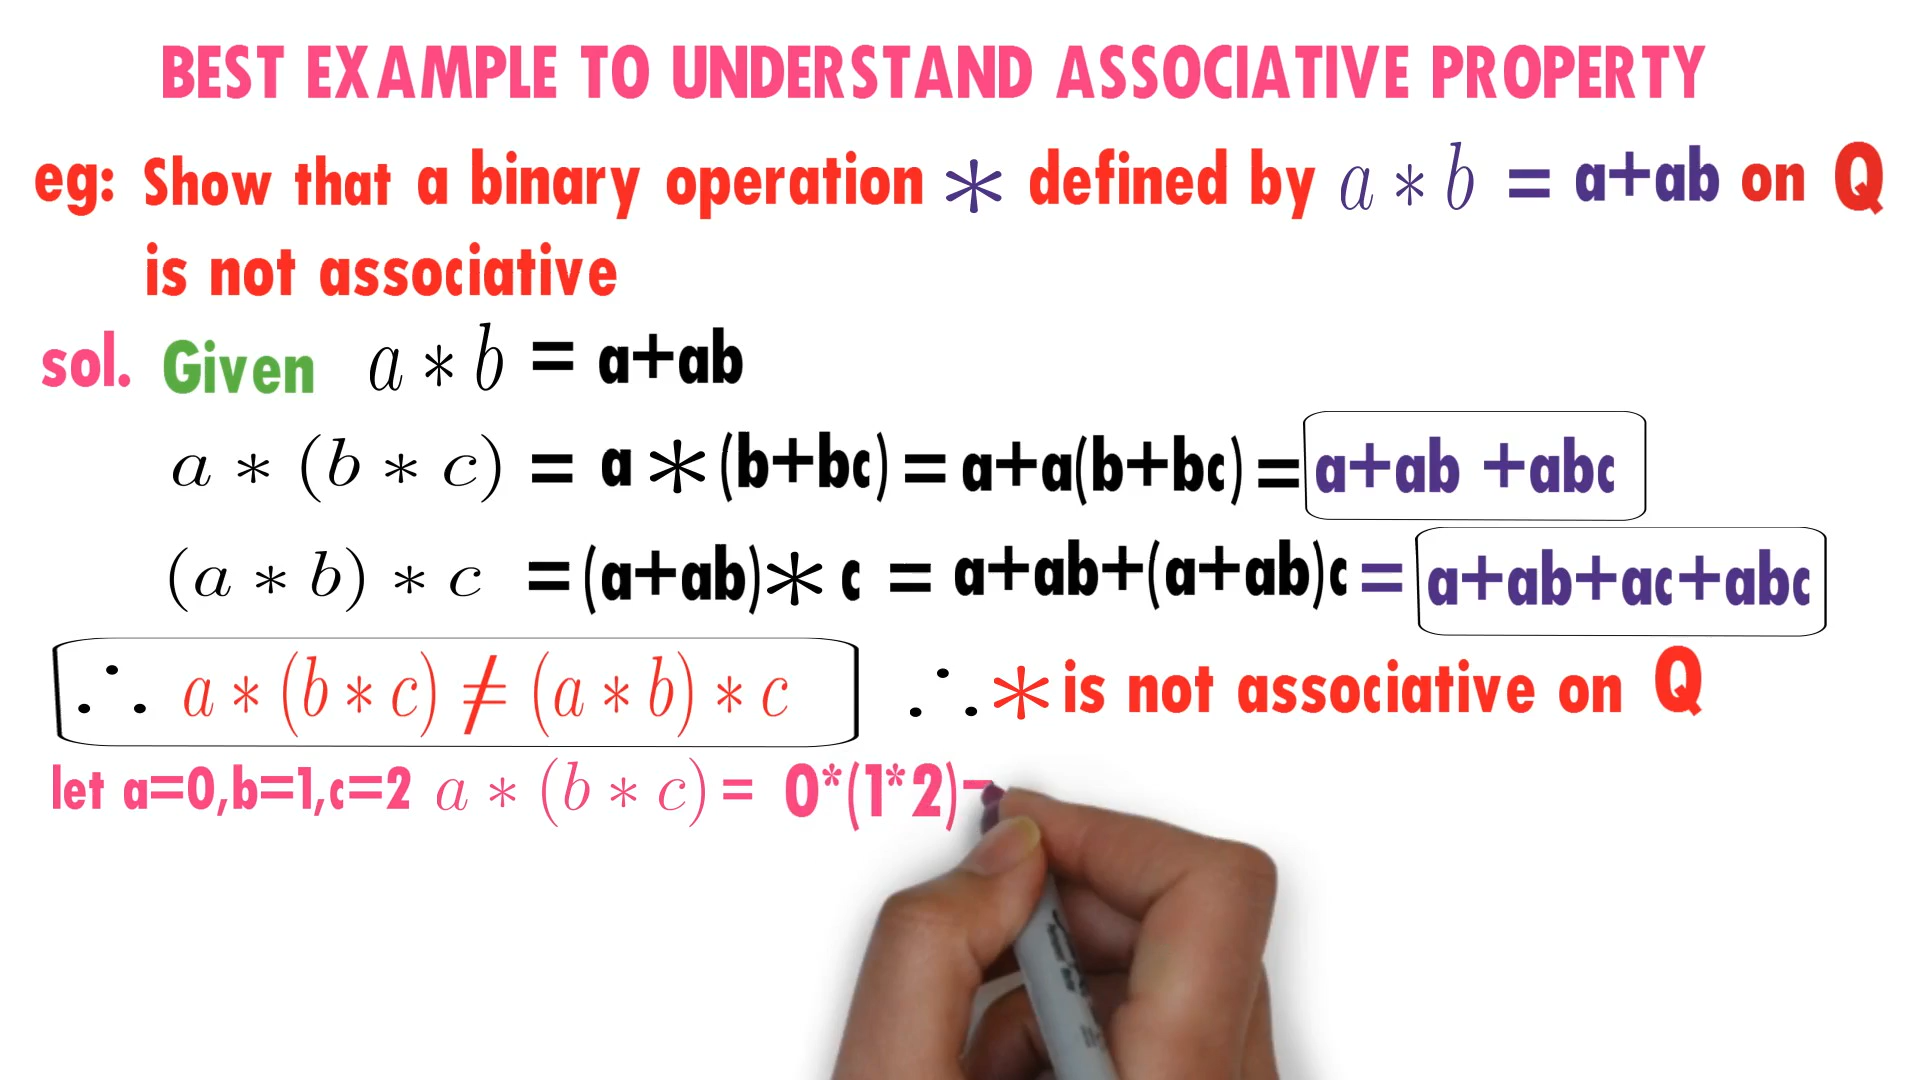 BEST EXAMPLE TO UNDERSTAND ASSOCIATIVE PROPERTY
eg: Show that a binary operation * defined by a * b = a+ab on Q
is not associative
sol. Given a * b = a+ab
a * (b * c) = a * (b+bc) = a+a(b+bc) = a+ab +abc
(a * b) * c = (a+ab) * c = a+ab+(a+ab)c = a+ab+ac+abc
∴ a * (b * c) ≠ (a * b) * c ∴ * is not associative on Q
let a=0,b=1,c=2 a * (b * c) = 0*(1*2)